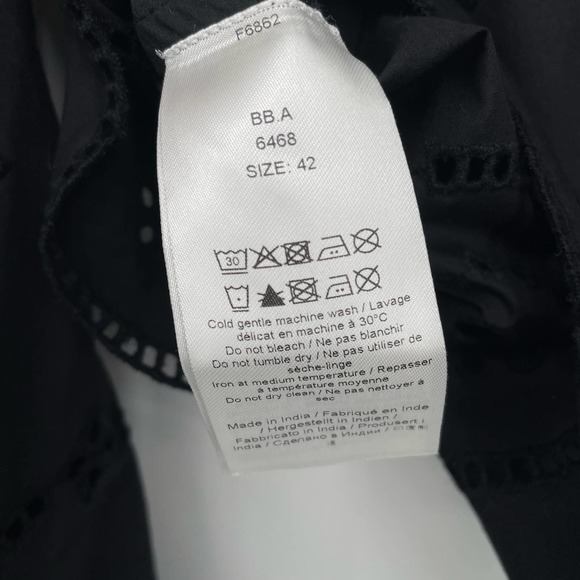 F6862
BB.A
6468
SIZE: 42
30
Cold gentle machine wash / Lavage
délicat en machine à 30°C
Do not bleach / Ne pas blanchir
Do not tumble dry / Ne pas utiliser de
sèche-linge
Iron at medium temperature / Repasser
à température moyenne
Do not dry clean / Ne pas nettoyer à
sec
Made in India / Fabriqué en Inde
/ Hergestellt in Indien /
Fabbricato in India / Produsert i
India / Сделано в Индии /